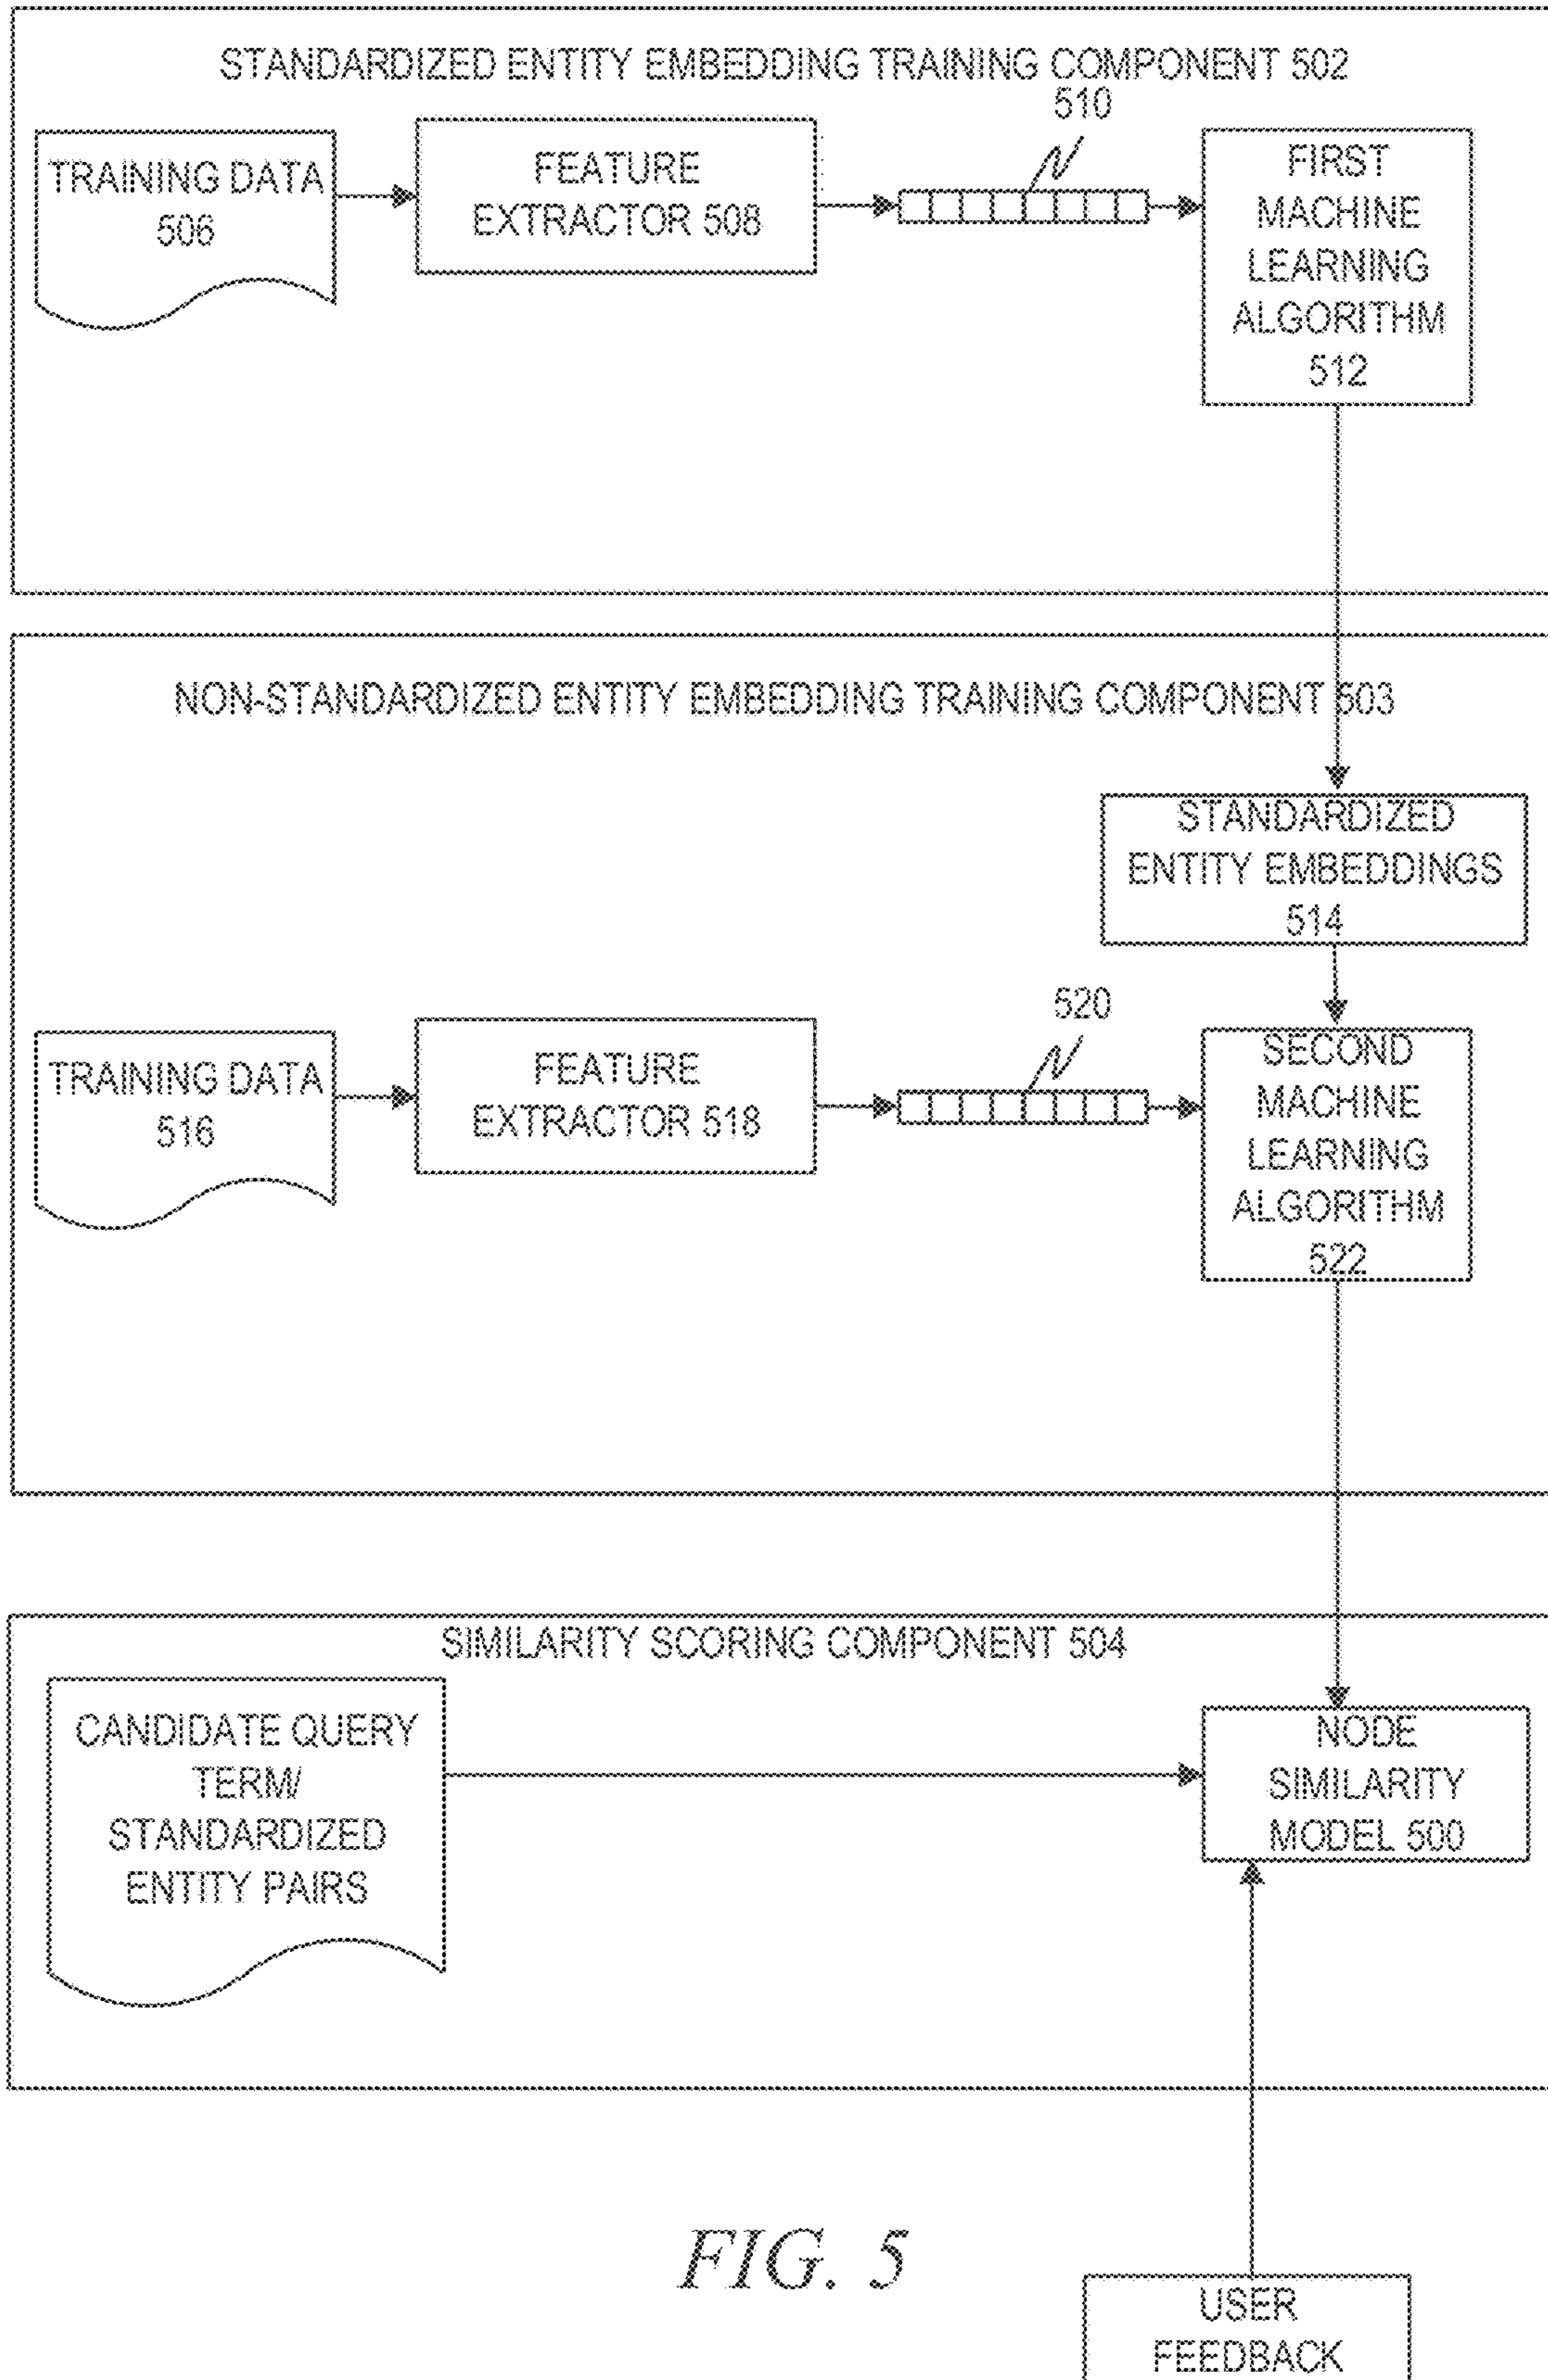 STANDARDIZED ENTITY EMBEDDING TRAINING COMPONENT 502
510
TRAINING DATA
506
FEATURE
EXTRACTOR 508
FIRST
MACHINE
LEARNING
ALGORITHM
512
NON-STANDARDIZED ENTITY EMBEDDING TRAINING COMPONENT 503
STANDARDIZED
ENTITY EMBEDDINGS
514
520
TRAINING DATA
516
FEATURE
EXTRACTOR 518
SECOND
MACHINE
LEARNING
ALGORITHM
522
SIMILARITY SCORING COMPONENT 504
CANDIDATE QUERY
TERM/
STANDARDIZED
ENTITY PAIRS
NODE
SIMILARITY
MODEL 500
FIG. 5
USER
FEEDBACK